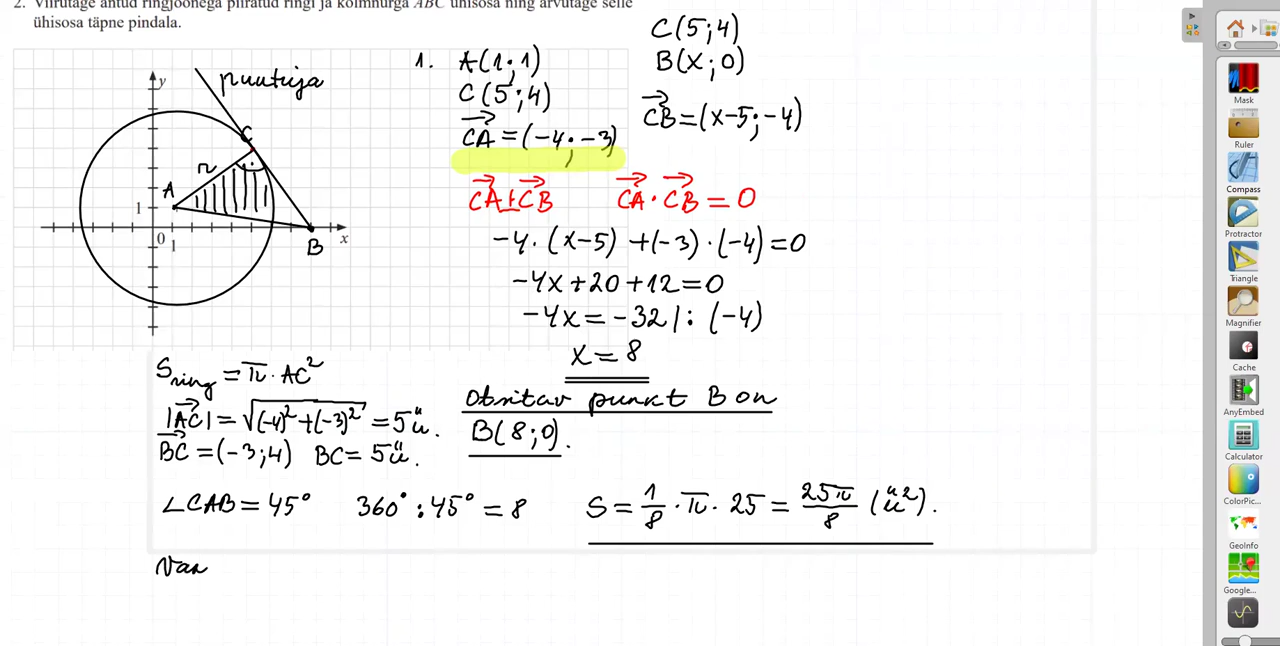 2. Viirutage antud ringjoonega piiratud ringi ja kolmnurga ABC ühisosa ning arvutage selle
ühisosa täpne pindala.
y
puutuja
C
r
A
1
0
1
B
x
1. A(1;1)
C(5;4)
→CA = (-4;-3)
C(5;4)
B(x;0)
→CB = (x-5;-4)
→CA ⊥ →CB →CA · →CB = 0
-4·(x-5)+(-3)·(-4)=0
-4x+20+12=0
-4x=-32 |:(-4)
x=8
Otsitav punkt B on
B(8;0).
Sring = π·AC²
|→AC| = √(-4)²+(-3)² = 5ü.
→BC = (-3;4) BC = 5ü.
∠CAB = 45° 360°:45° = 8 S = 1/8 · π · 25 = 25π/8 (ü²).
Vas
Mask
Ruler
Compass
Protractor
Triangle
Magnifier
Cache
AnyEmbed
Calculator
ColorPic...
GeoInfo
Google...